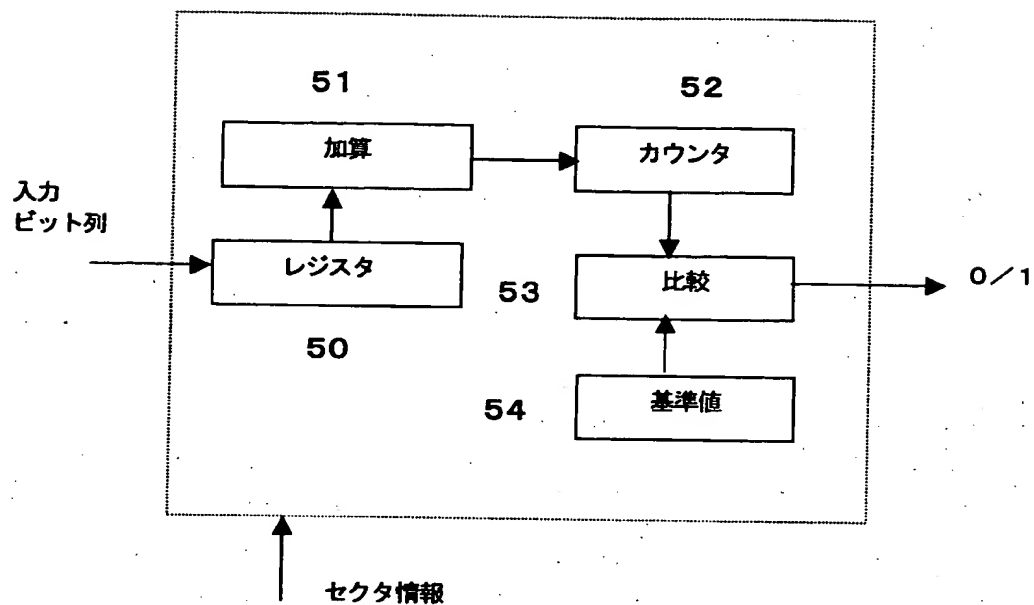 51
52
加算
カウンタ
入力
ビット列
レジスタ
53
比較
0/1
50
54
基準値
セクタ情報